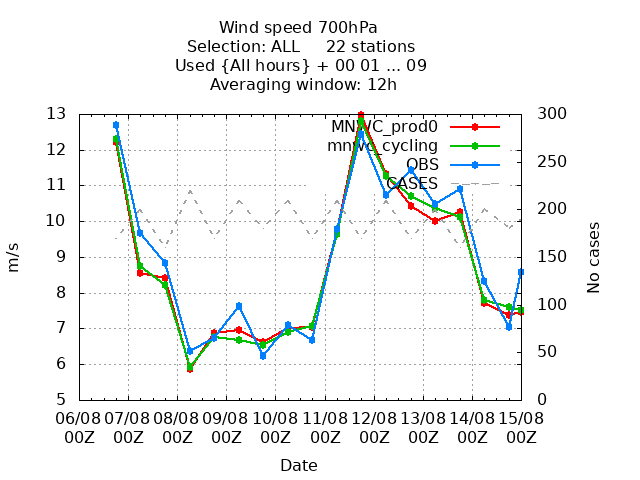 Wind speed 700hPa
Selection: ALL 22 stations
Used {All hours} + 00 01 ... 09
Averaging window: 12h
MNWC_prod0
mnwc_cycling
OBS
CASES
m/s
No cases
13
12
11
10
9
8
7
6
5
300
250
200
150
100
50
0
06/08 07/08 08/08 09/08 10/08 11/08 12/08 13/08 14/08 15/08
00Z 00Z 00Z 00Z 00Z 00Z 00Z 00Z 00Z 00Z
Date